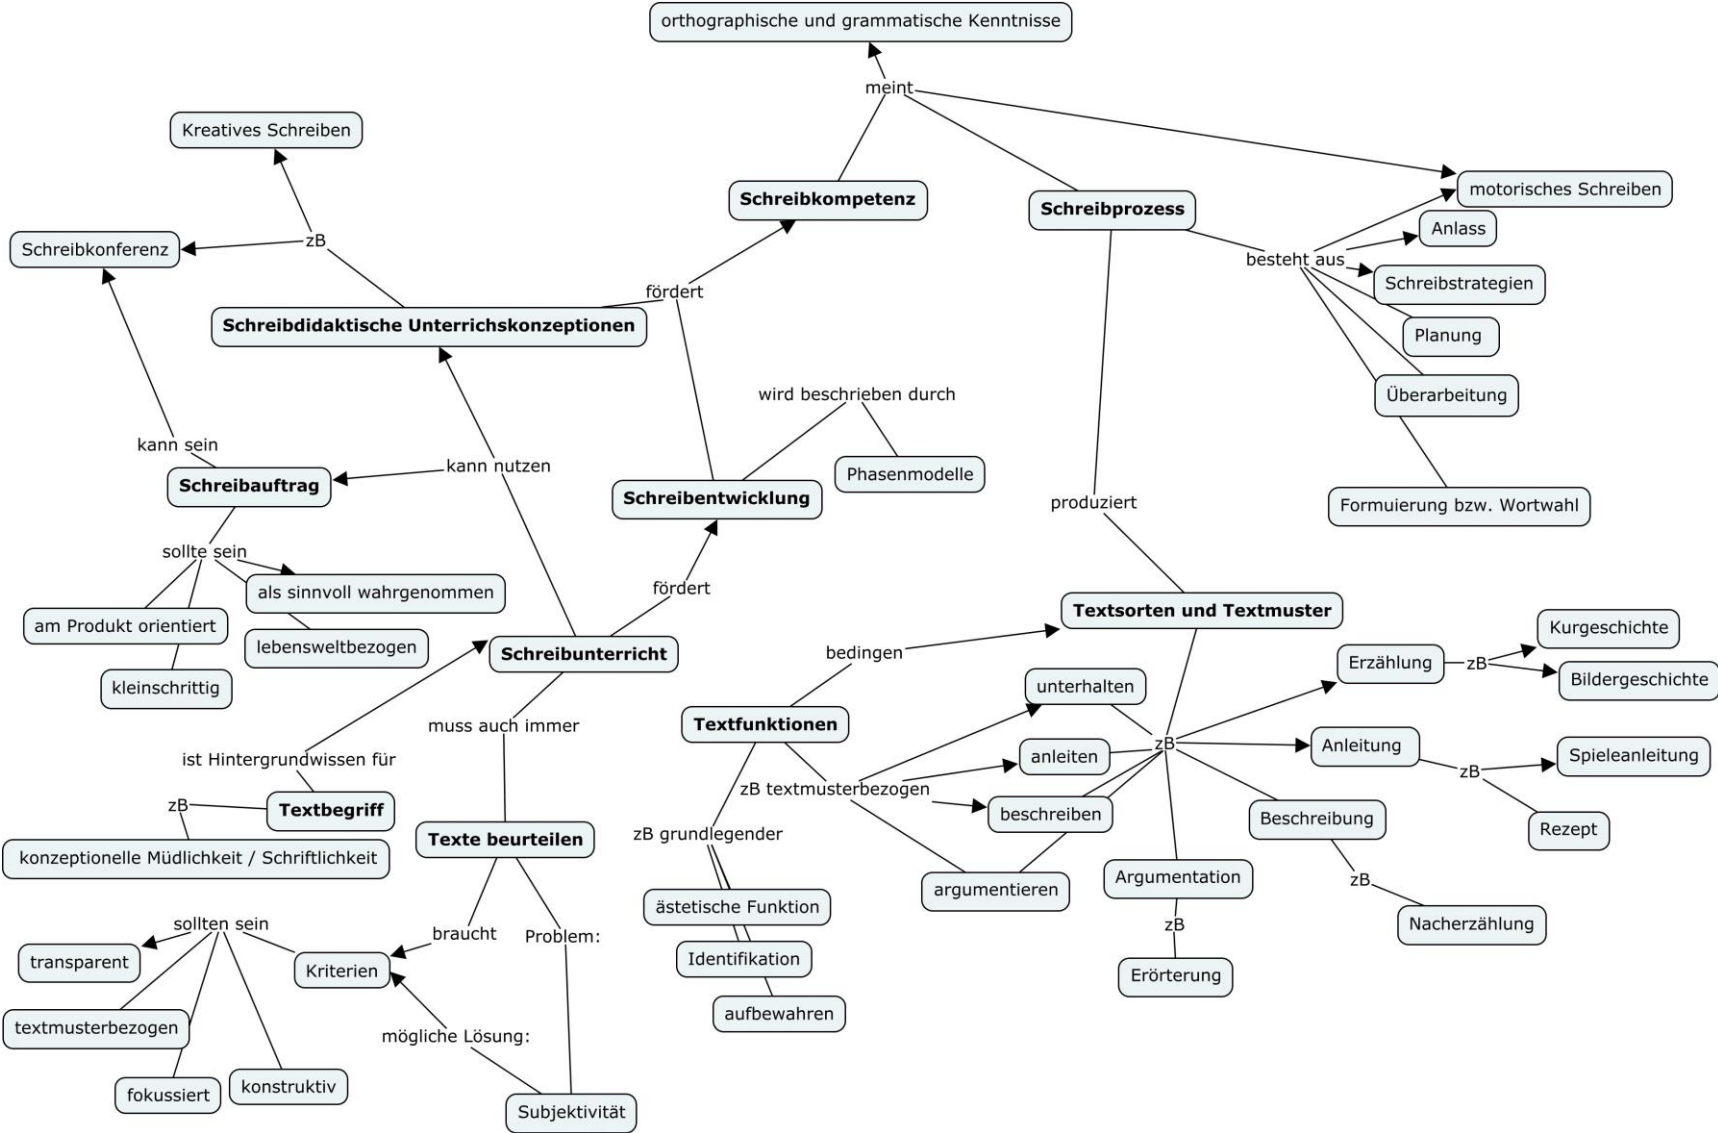 orthographische und grammatische Kenntnisse
meint
Kreatives Schreiben
Schreibkompetenz
Schreibprozess
motorisches Schreiben
Anlass
Schreibkonferenz
zB
besteht aus
Schreibstrategien
fördert
Schreibdidaktische Unterrichskonzeptionen
Planung
wird beschrieben durch
Überarbeitung
kann sein
kann nutzen
Phasenmodelle
Schreibauftrag
Schreibentwicklung
produziert
Formuierung bzw. Wortwahl
sollte sein
als sinnvoll wahrgenommen
fördert
am Produkt orientiert
lebensweltbezogen
Schreibunterricht
kleinschrittig
Textsorten und Textmuster
bedingen
Erzählung
zB
Kurgeschichte
Bildergeschichte
unterhalten
muss auch immer
Textfunktionen
ist Hintergrundwissen für
anleiten
zB
Anleitung
zB
Spieleanleitung
zB textmusterbezogen
zB
Textbegriff
beschreiben
Beschreibung
Rezept
zB grundlegender
Texte beurteilen
konzeptionelle Müdlichkeit / Schriftlichkeit
argumentieren
Argumentation
zB
ästetische Funktion
sollten sein
braucht
Problem:
zB
Nacherzählung
transparent
Kriterien
Identifikation
Erörterung
textmusterbezogen
mögliche Lösung:
aufbewahren
fokussiert
konstruktiv
Subjektivität